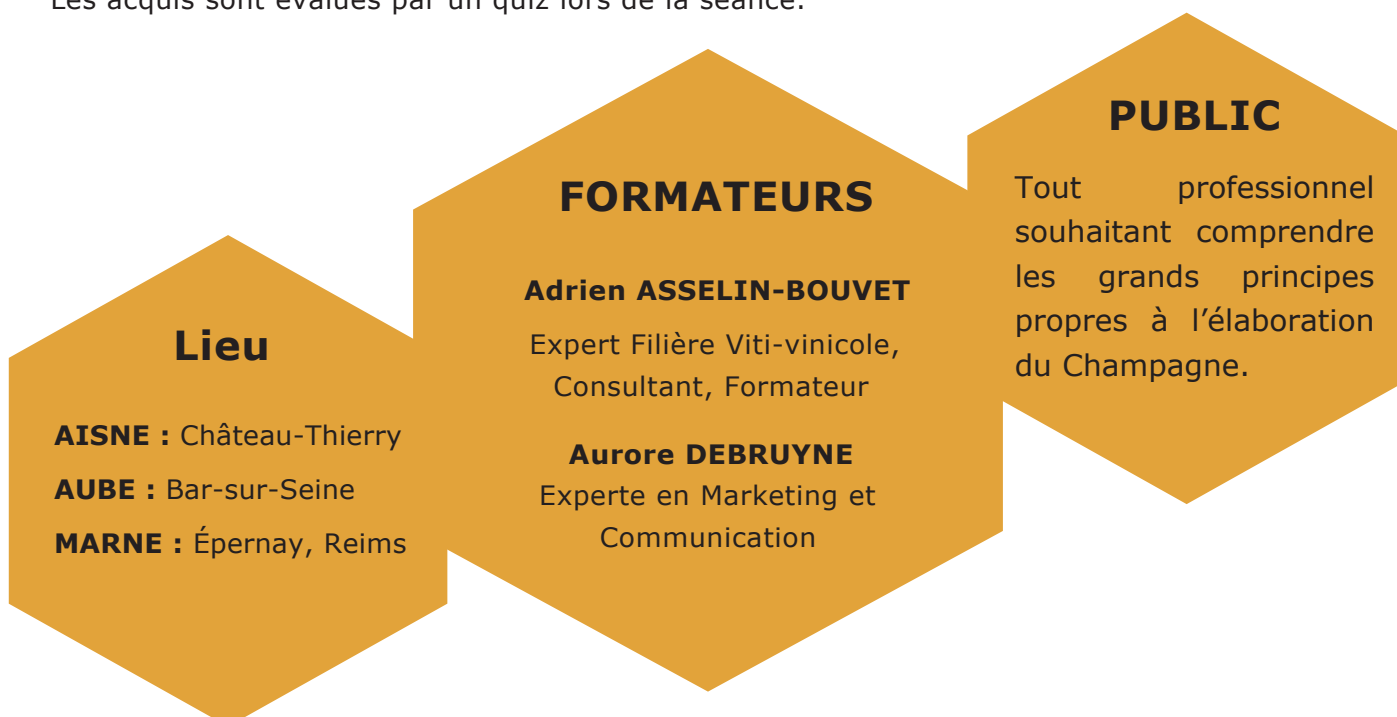 Les acquis sont évalués par un quiz lors de la séance.
Lieu
AISNE : Château-Thierry
AUBE : Bar-sur-Seine
MARNE : Épernay, Reims
FORMATEURS
Adrien ASSELIN-BOUVET
Expert Filière Viti-vinicole,
Consultant, Formateur
Aurore DEBRUYNE
Experte en Marketing et
Communication
PUBLIC
Tout professionnel
souhaitant comprendre
les grands principes
propres à l’élaboration
du Champagne.